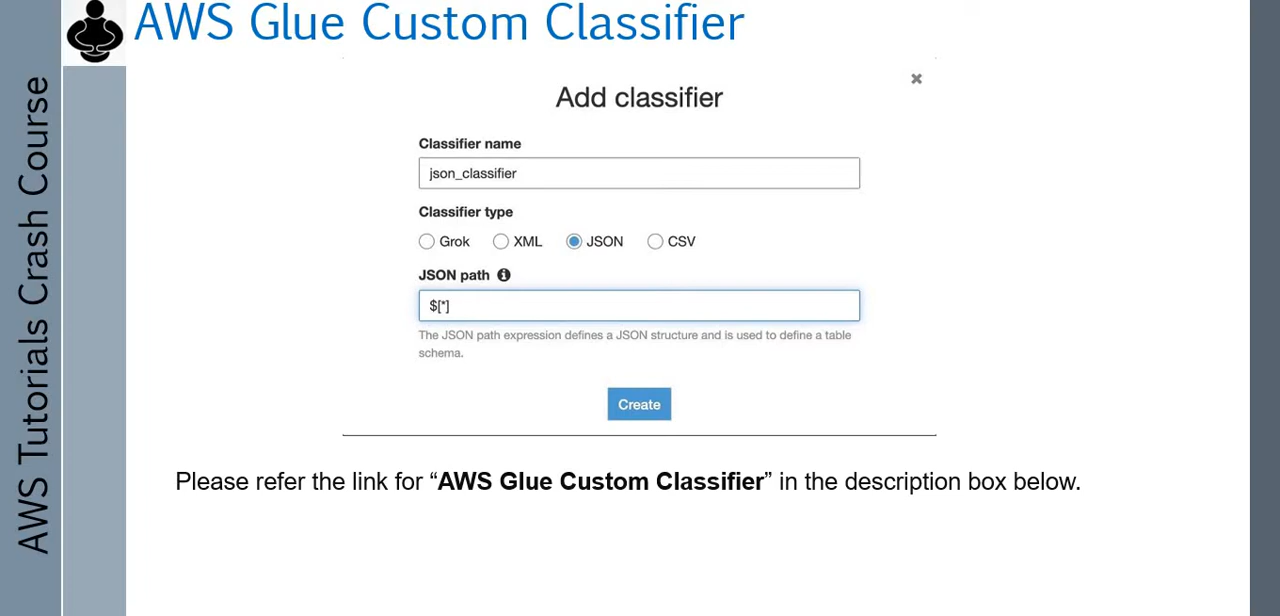 AWS Glue Custom Classifier
AWS Tutorials Crash Course
Add classifier
Classifier name
json_classifier
Classifier type
Grok XML JSON CSV
JSON path
$[*]
The JSON path expression defines a JSON structure and is used to define a table
schema.
Create
Please refer the link for “AWS Glue Custom Classifier” in the description box below.